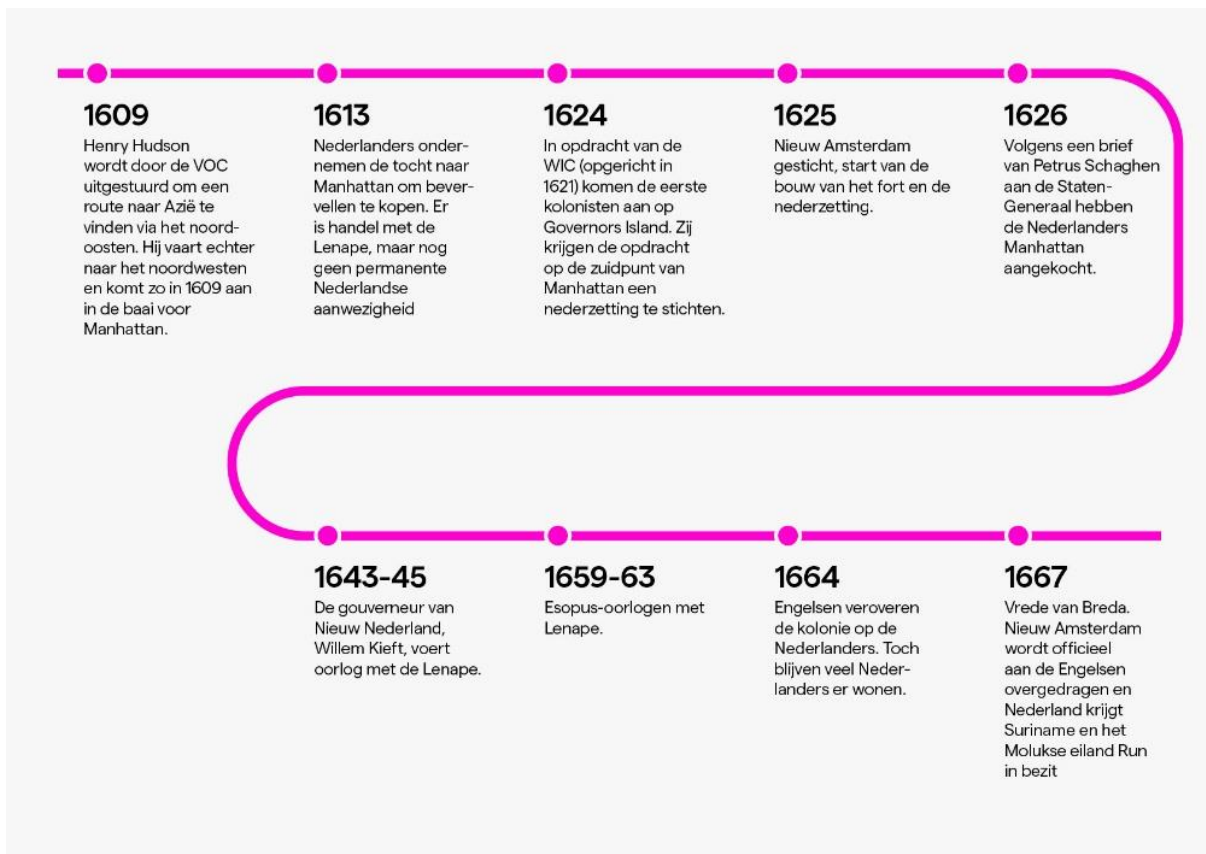 1609
Henry Hudson
wordt door de VOC
uitgestuurd om een
route naar Azië te
vinden via het noord-
oosten. Hij vaart echter
naar het noordwesten
en komt zo in 1609 aan
in de baai voor
Manhattan.
1613
Nederlanders onder-
nemen de tocht naar
Manhattan om bever-
vellen te kopen. Er
is handel met de
Lenape, maar nog
geen permanente
Nederlandse
aanwezigheid
1624
In opdracht van de
WIC (opgericht in
1621) komen de eerste
kolonisten aan op
Governors Island. Zij
krijgen de opdracht
op de zuidpunt van
Manhattan een
nederzetting te stichten.
1625
Nieuw Amsterdam
gesticht, start van de
bouw van het fort en de
nederzetting.
1626
Volgens een brief
van Petrus Schaghen
aan de Staten-
Generaal hebben
de Nederlanders
Manhattan
aangekocht.
1643-45
De gouverneur van
Nieuw Nederland,
Willem Kieft, voert
oorlog met de Lenape.
1659-63
Esopus-oorlogen met
Lenape.
1664
Engelsen veroveren
de kolonie op de
Nederlanders. Toch
blijven veel Neder-
landers er wonen.
1667
Vrede van Breda.
Nieuw Amsterdam
wordt officieel
aan de Engelsen
overgedragen en
Nederland krijgt
Suriname en het
Molukse eiland Run
in bezit